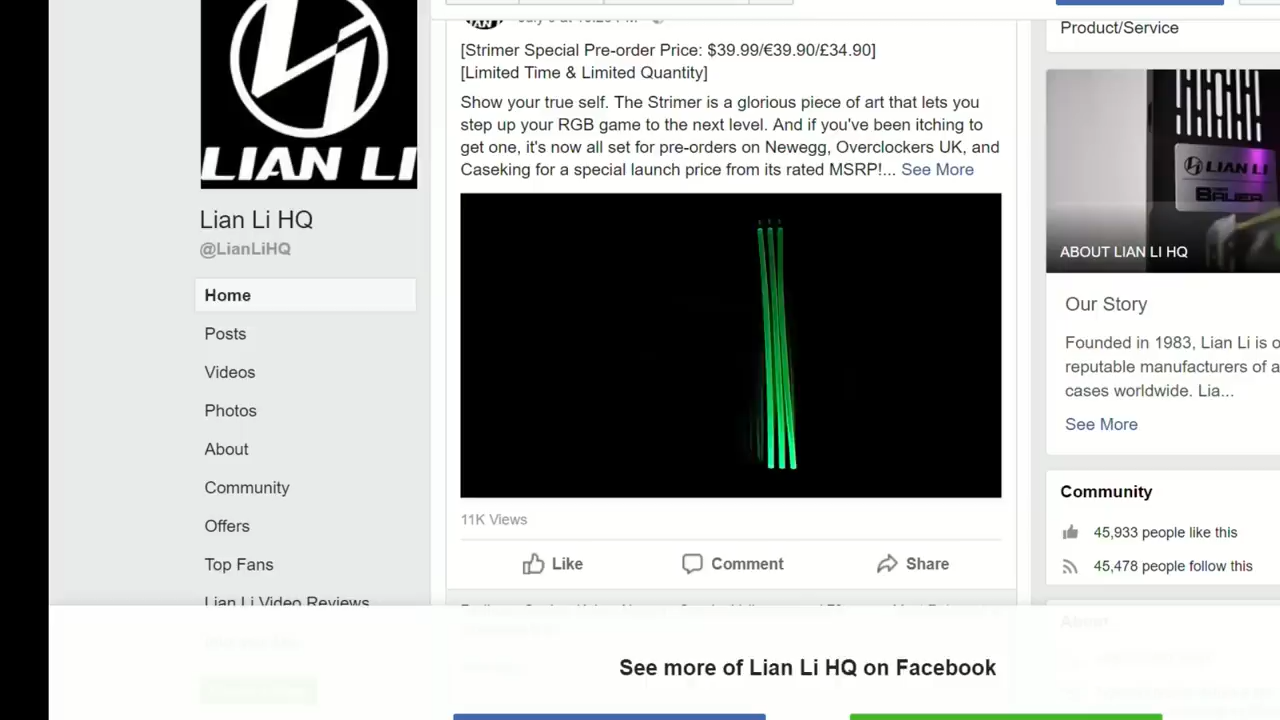 LIAN LI
Lian Li HQ
@LianLiHQ
Home
Posts
Videos
Photos
About
Community
Offers
Top Fans
Lian Li Video Reviews
[Strimer Special Pre-order Price: $39.99/€39.90/£34.90]
[Limited Time & Limited Quantity]
Show your true self. The Strimer is a glorious piece of art that lets you
step up your RGB game to the next level. And if you've been itching to
get one, it's now all set for pre-orders on Newegg, Overclockers UK, and
Caseking for a special launch price from its rated MSRP!... See More
11K Views
Like Comment Share
Product/Service
LIAN LI
ABOUT LIAN LI HQ
Our Story
Founded in 1983, Lian Li is
reputable manufacturers of
cases worldwide. Lia...
See More
Community
45,933 people like this
45,478 people follow this
About
See more of Lian Li HQ on Facebook